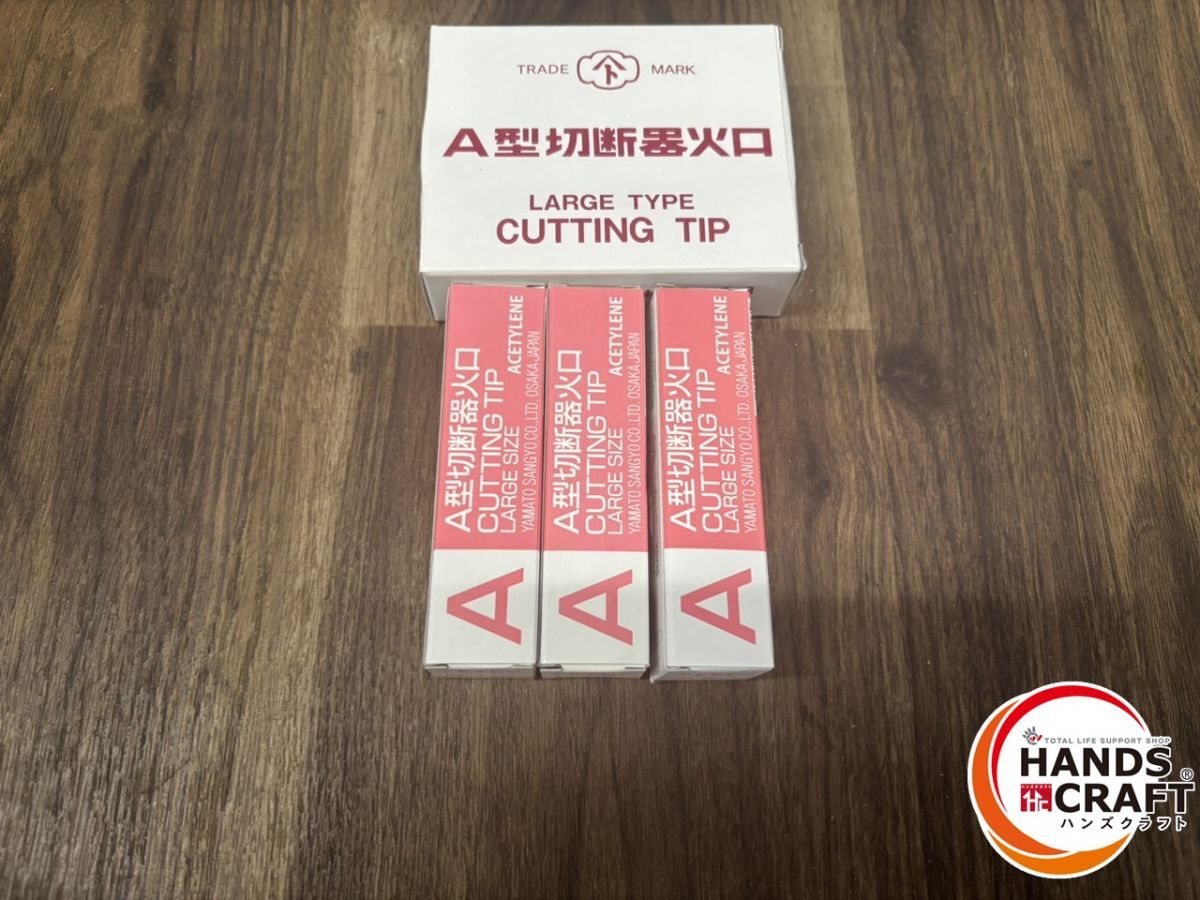 TRADE MARK
A型切断器火口
LARGE TYPE
CUTTING TIP
A型切断器火口
CUTTING TIP
LARGE SIZE ACETYLENE
YAMATO SANGYO CO.,LTD. OSAKA JAPAN
A
A型切断器火口
CUTTING TIP
LARGE SIZE ACETYLENE
YAMATO SANGYO CO.,LTD. OSAKA JAPAN
A
A型切断器火口
CUTTING TIP
LARGE SIZE ACETYLENE
YAMATO SANGYO CO.,LTD. OSAKA JAPAN
A
TOTAL LIFE SUPPORT SHOP
HANDS
CRAFT®
ハンズクラフト